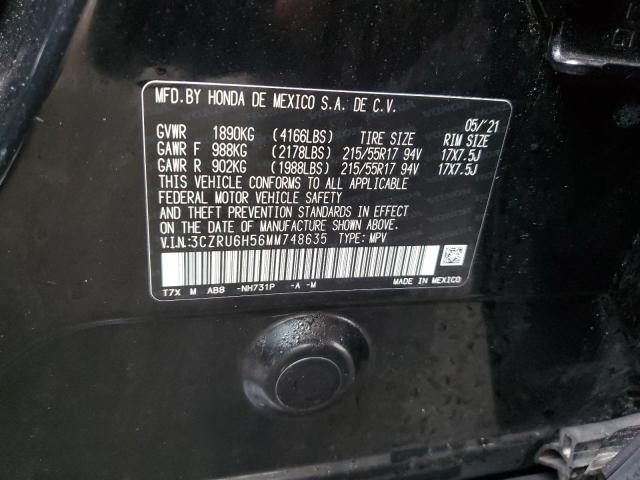 MFD.BY HONDA DE MEXICO S.A. DE C.V.
05/'21
GVWR 1890KG (4166LBS) TIRE SIZE RIM SIZE
GAWR F 988KG (2178LBS) 215/55R17 94V 17X7.5J
GAWR R 902KG (1988LBS) 215/55R17 94V 17X7.5J
THIS VEHICLE CONFORMS TO ALL APPLICABLE
FEDERAL MOTOR VEHICLE SAFETY
AND THEFT PREVENTION STANDARDS IN EFFECT
ON THE DATE OF MANUFACTURE SHOWN ABOVE.
V.I.N:3CZRU6H56MM748635 TYPE: MPV
T7X M AB8 -NH731P -A -M
MADE IN MEXICO